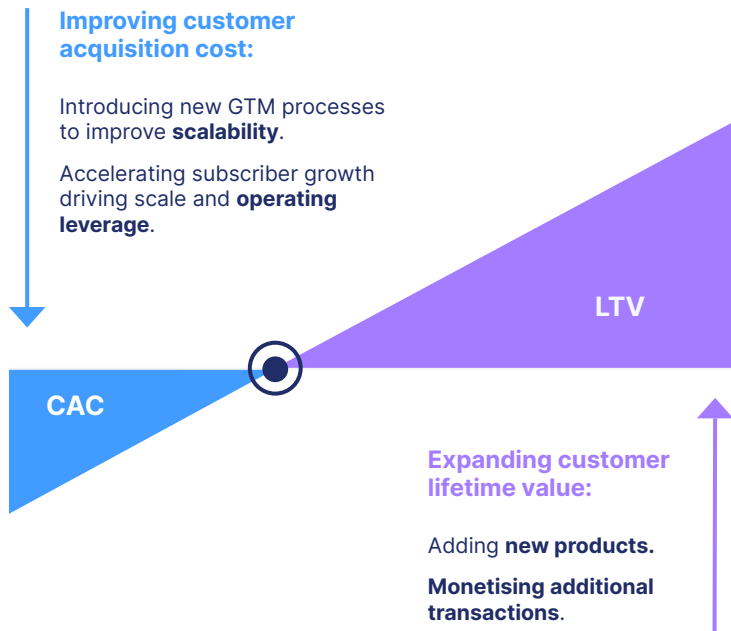 Improving customer
acquisition cost:
Introducing new GTM processes
to improve scalability.
Accelerating subscriber growth
driving scale and operating
leverage.
LTV
CAC
Expanding customer
lifetime value:
Adding new products.
Monetising additional
transactions.